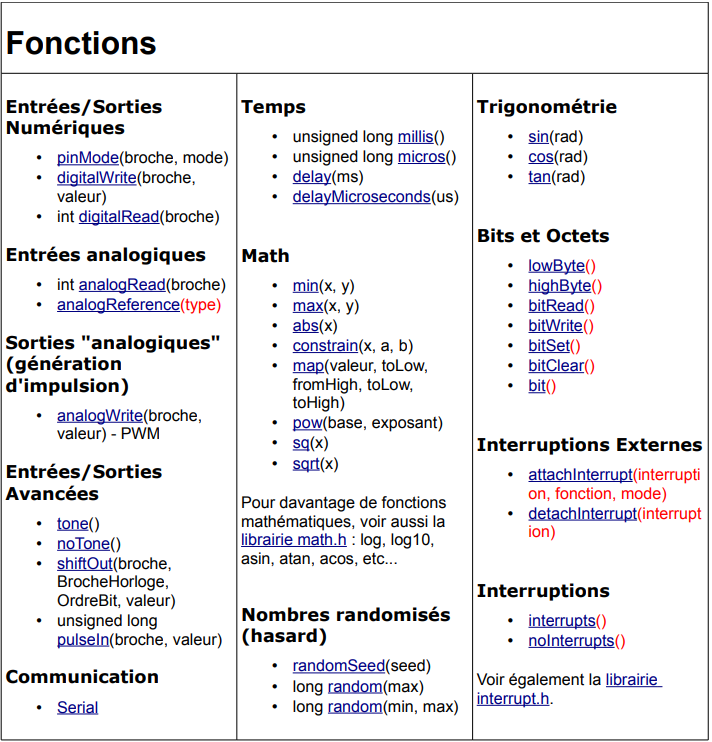 Fonctions
Entrées/Sorties
Numériques
• pinMode(broche, mode)
• digitalWrite(broche,
valeur)
• int digitalRead(broche)
Entrées analogiques
• int analogRead(broche)
• analogReference(type)
Sorties "analogiques"
(génération
d'impulsion)
• analogWrite(broche,
valeur) - PWM
Entrées/Sorties
Avancées
• tone()
• noTone()
• shiftOut(broche,
BrocheHorloge,
OrdreBit, valeur)
• unsigned long
pulseIn(broche, valeur)
Communication
• Serial
Temps
• unsigned long millis()
• unsigned long micros()
• delay(ms)
• delayMicroseconds(us)
Math
• min(x, y)
• max(x, y)
• abs(x)
• constrain(x, a, b)
• map(valeur, toLow,
fromHigh, toLow,
toHigh)
• pow(base, exposant)
• sq(x)
• sqrt(x)
Pour davantage de fonctions
mathématiques, voir aussi la
librairie math.h : log, log10,
asin, atan, acos, etc...
Nombres randomisés
(hasard)
• randomSeed(seed)
• long random(max)
• long random(min, max)
Trigonométrie
• sin(rad)
• cos(rad)
• tan(rad)
Bits et Octets
• lowByte()
• highByte()
• bitRead()
• bitWrite()
• bitSet()
• bitClear()
• bit()
Interruptions Externes
• attachInterrupt(interrupti
on, fonction, mode)
• detachInterrupt(interrupt
ion)
Interruptions
• interrupts()
• noInterrupts()
Voir également la librairie
interrupt.h.